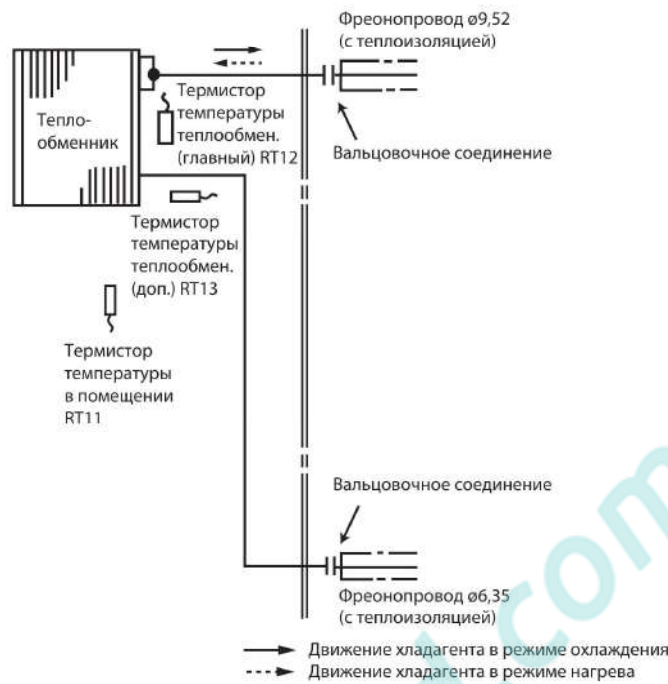 Фреонопровод ø9,52
(с теплоизоляцией)
Тепло-
обменник
Термистор
температуры
теплообмен.
(главный) RT12
Вальцовочное соединение
Термистор
температуры
теплообмен.
(доп.) RT13
Термистор
температуры
в помещении
RT11
Вальцовочное соединение
Фреонопровод ø6,35
(с теплоизоляцией)
Движение хладагента в режиме охлаждения
Движение хладагента в режиме нагрева